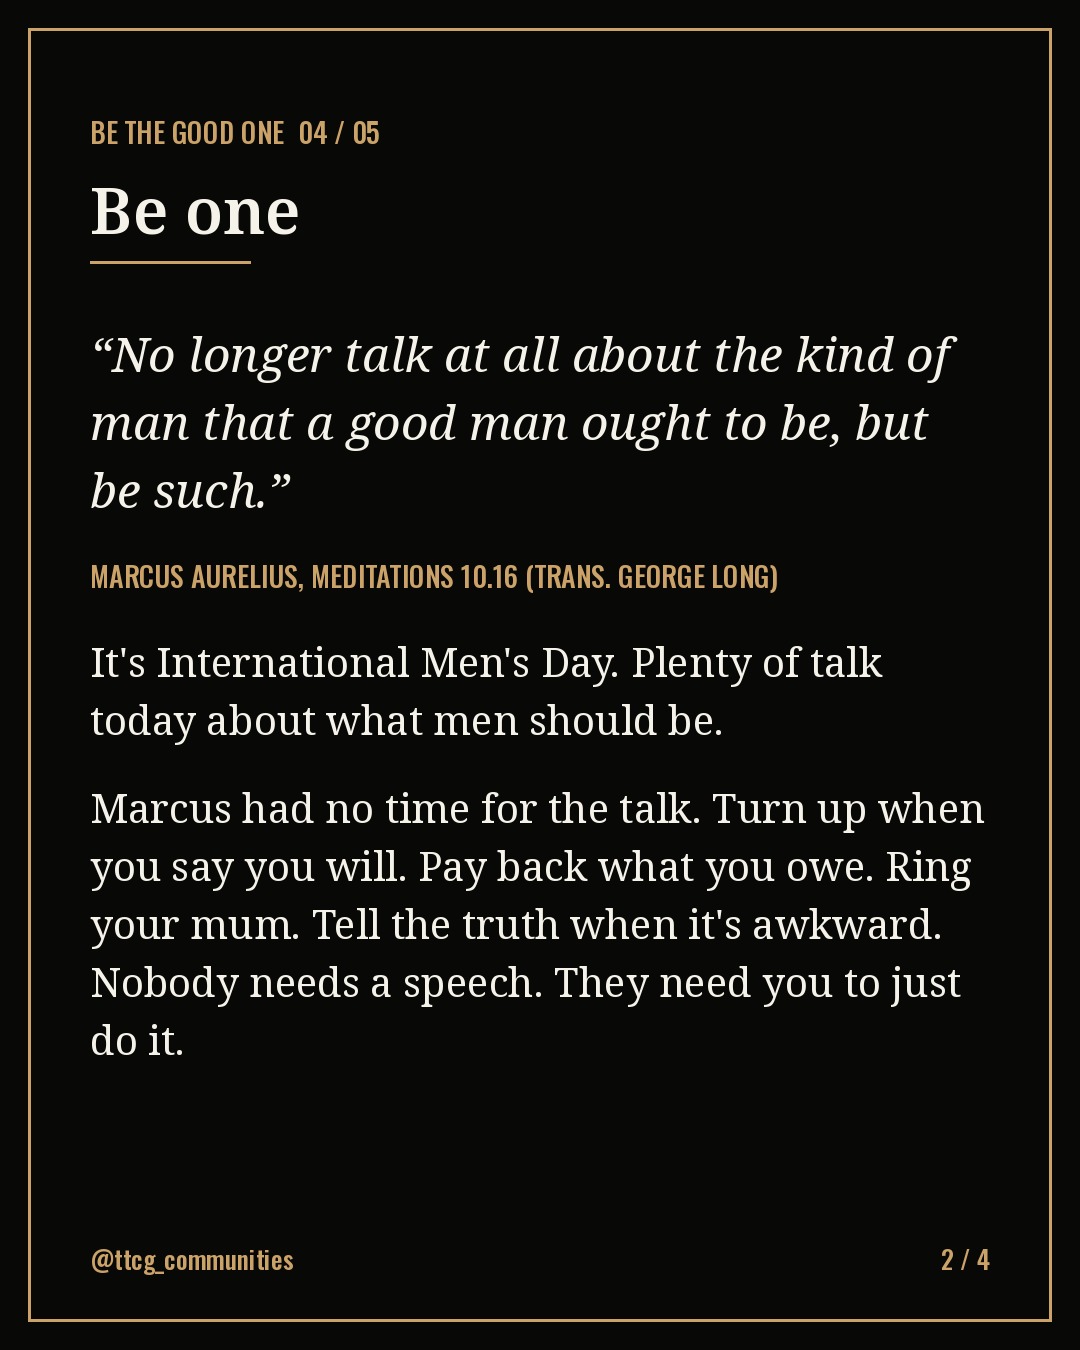 BE THE GOOD ONE  04 / 05
Be one
“No longer talk at all about the kind of
man that a good man ought to be, but
be such.”
MARCUS AURELIUS, MEDITATIONS 10.16 (TRANS. GEORGE LONG)
It's International Men's Day. Plenty of talk
today about what men should be.
Marcus had no time for the talk. Turn up when
you say you will. Pay back what you owe. Ring
your mum. Tell the truth when it's awkward.
Nobody needs a speech. They need you to just
do it.
@ttcg_communities
2 / 4